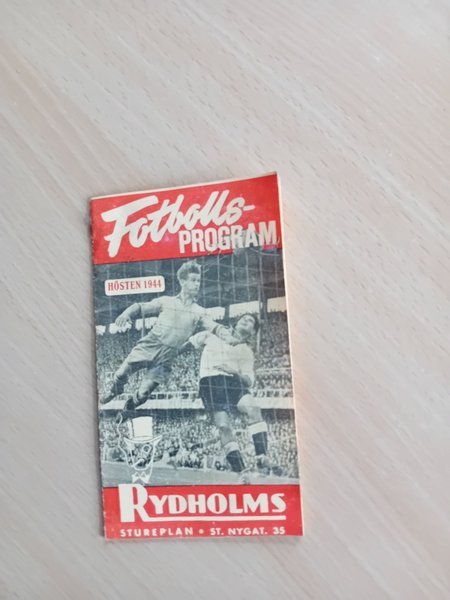 Fotbolls-
PROGRAM
HÖSTEN 1944
RYDHOLMS
STUREPLAN • ST. NYGAT. 35